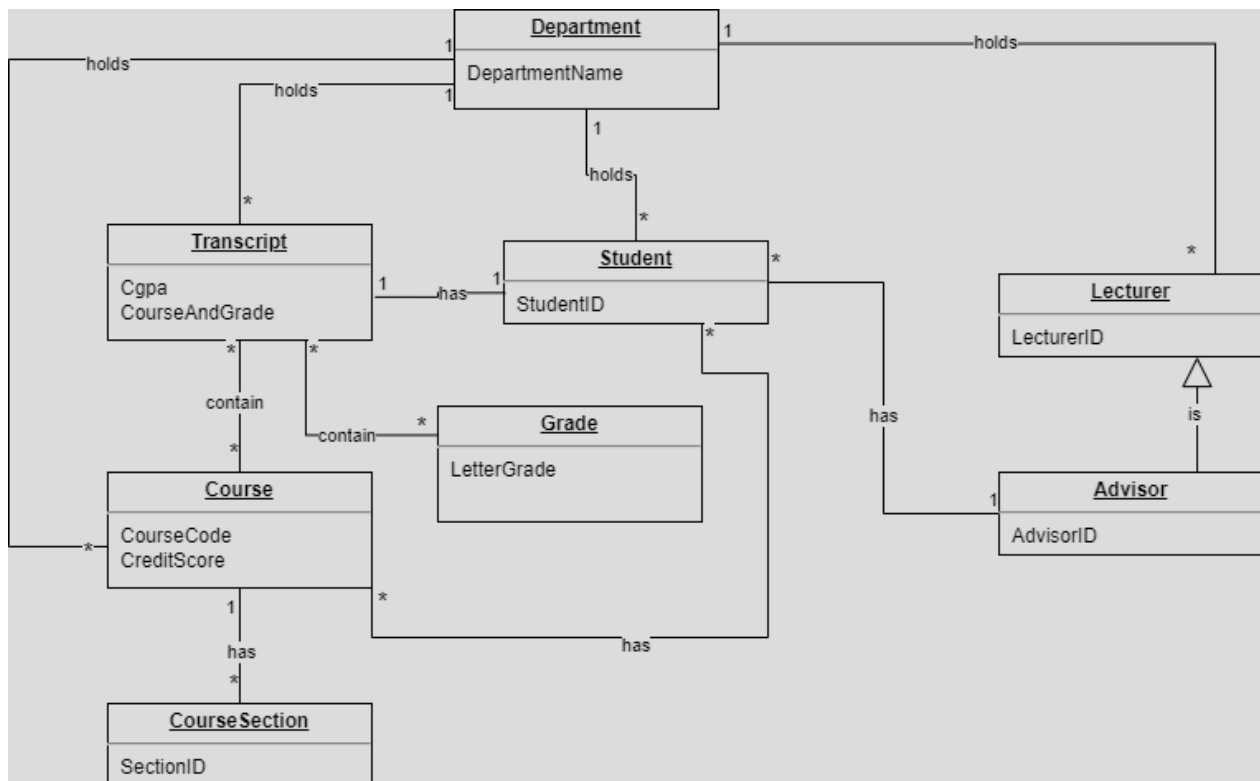 Department
DepartmentName
1
holds
1
holds
1
holds
1
1
holds
*
*
*
Transcript
Cgpa
CourseAndGrade
1
has
1
Student
StudentID
*
*
Lecturer
LecturerID
is
*
*
contain
*
contain
*
Grade
LetterGrade
has
1
Advisor
AdvisorID
Course
CourseCode
CreditScore
*
*
has
1
has
*
CourseSection
SectionID